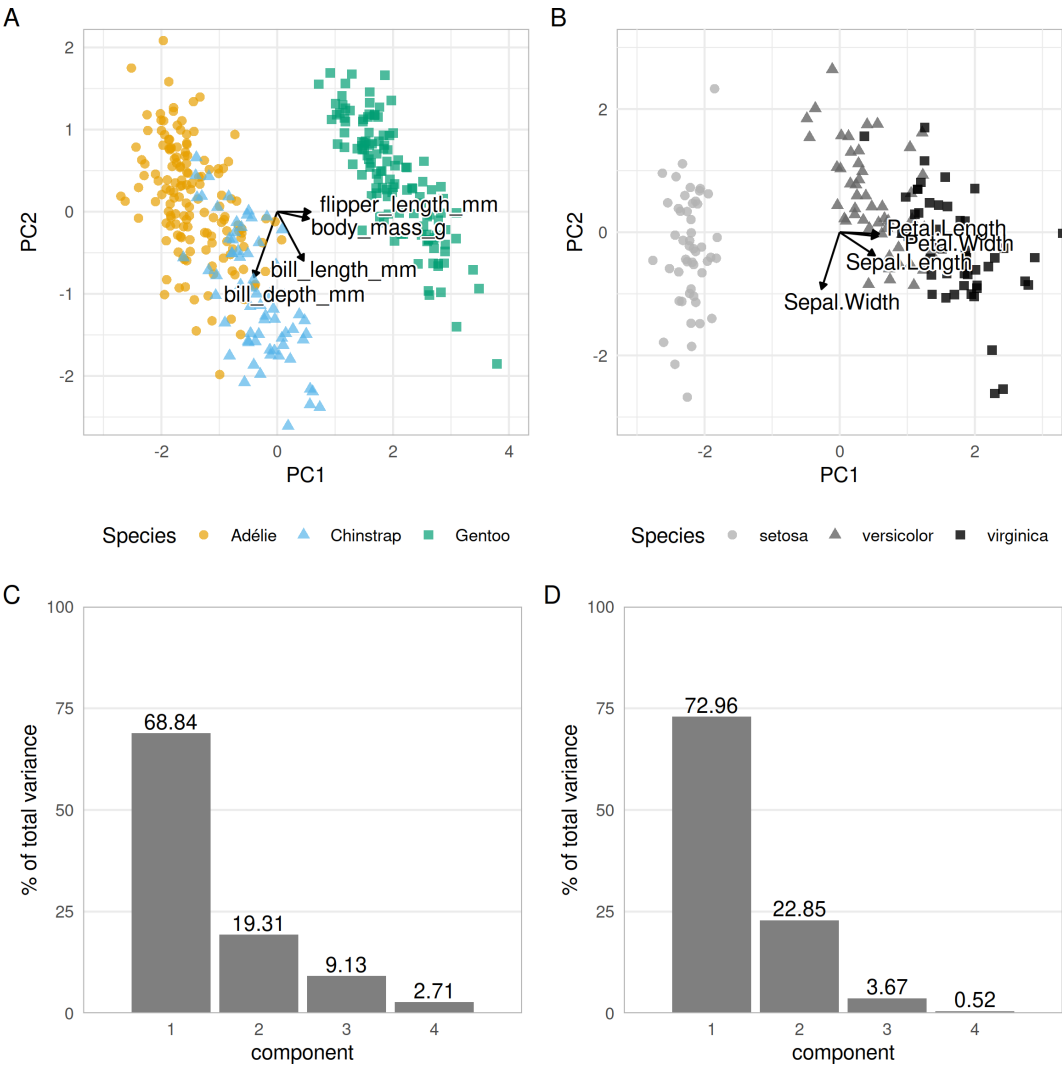 A
2
1
0
-1
-2
PC2
flipper_length_mm
body_mass_g
bill_length_mm
bill_depth_mm
-2
0
2
4
PC1
Species
Adélie
Chinstrap
Gentoo
B
2
0
-2
PC2
Petal.Length
Petal.Width
Sepal.Length
Sepal.Width
-2
0
2
PC1
Species
setosa
versicolor
virginica
C
100
75
50
25
0
% of total variance
68.84
19.31
9.13
2.71
1
2
3
4
component
D
100
75
50
25
0
% of total variance
72.96
22.85
3.67
0.52
1
2
3
4
component